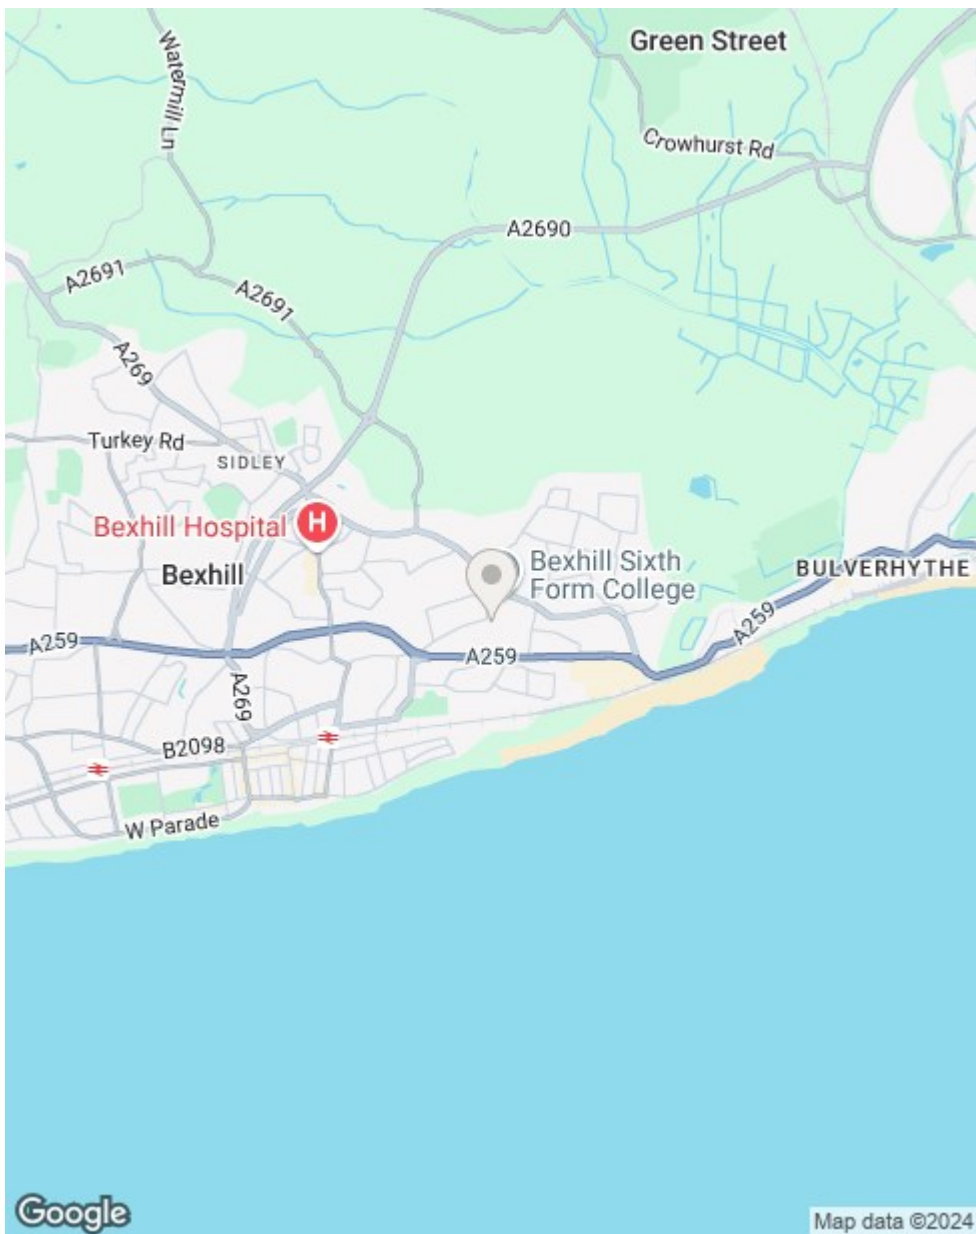 Green Street
Watermill Ln
Crowhurst Rd
A2690
A2691
A2691
A269
Turkey Rd
SIDLEY
Bexhill Hospital
H
Bexhill
Bexhill Sixth
Form College
BULVERHYTHE
A259
A259
A259
A269
B2098
W Parade
Google
Map data ©2024